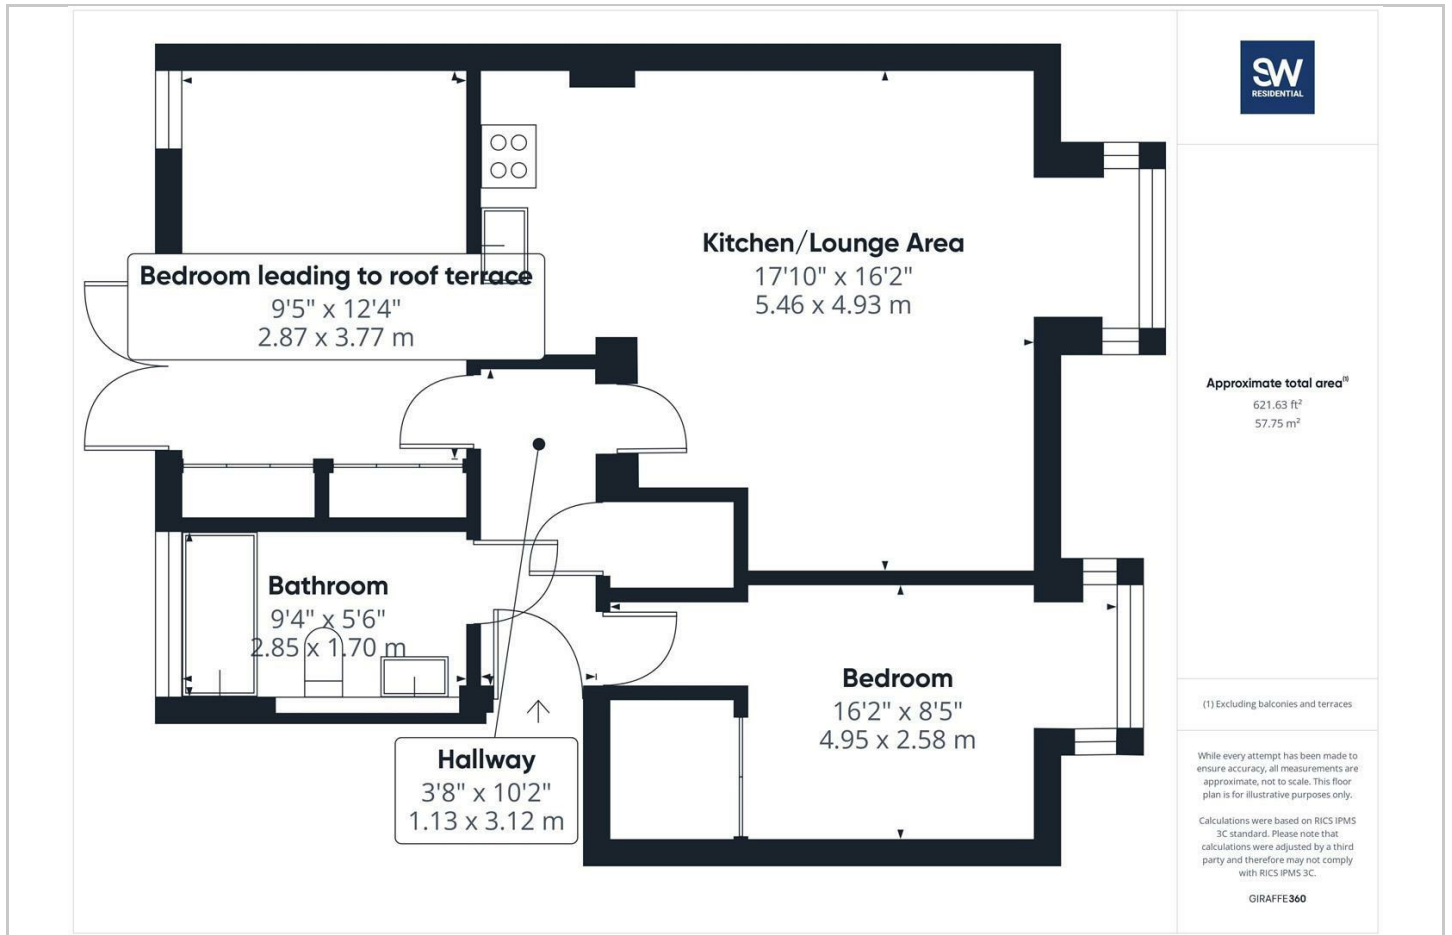 Kitchen/Lounge Area
17'10" x 16'2"
5.46 x 4.93 m
Bedroom leading to roof terrace
9'5" x 12'4"
2.87 x 3.77 m
Bathroom
9'4" x 5'6"
2.85 x 1.70 m
Bedroom
16'2" x 8'5"
4.95 x 2.58 m
Hallway
3'8" x 10'2"
1.13 x 3.12 m
SW
RESIDENTIAL
Approximate total area⁽¹⁾
621.63 ft²
57.75 m²
(1) Excluding balconies and terraces
While every attempt has been made to
ensure accuracy, all measurements are
approximate, not to scale. This floor
plan is for illustrative purposes only.
Calculations were based on RICS IPMS
3C standard. Please note that
calculations were adjusted by a third
party and therefore may not comply
with RICS IPMS 3C.
GIRAFFE360